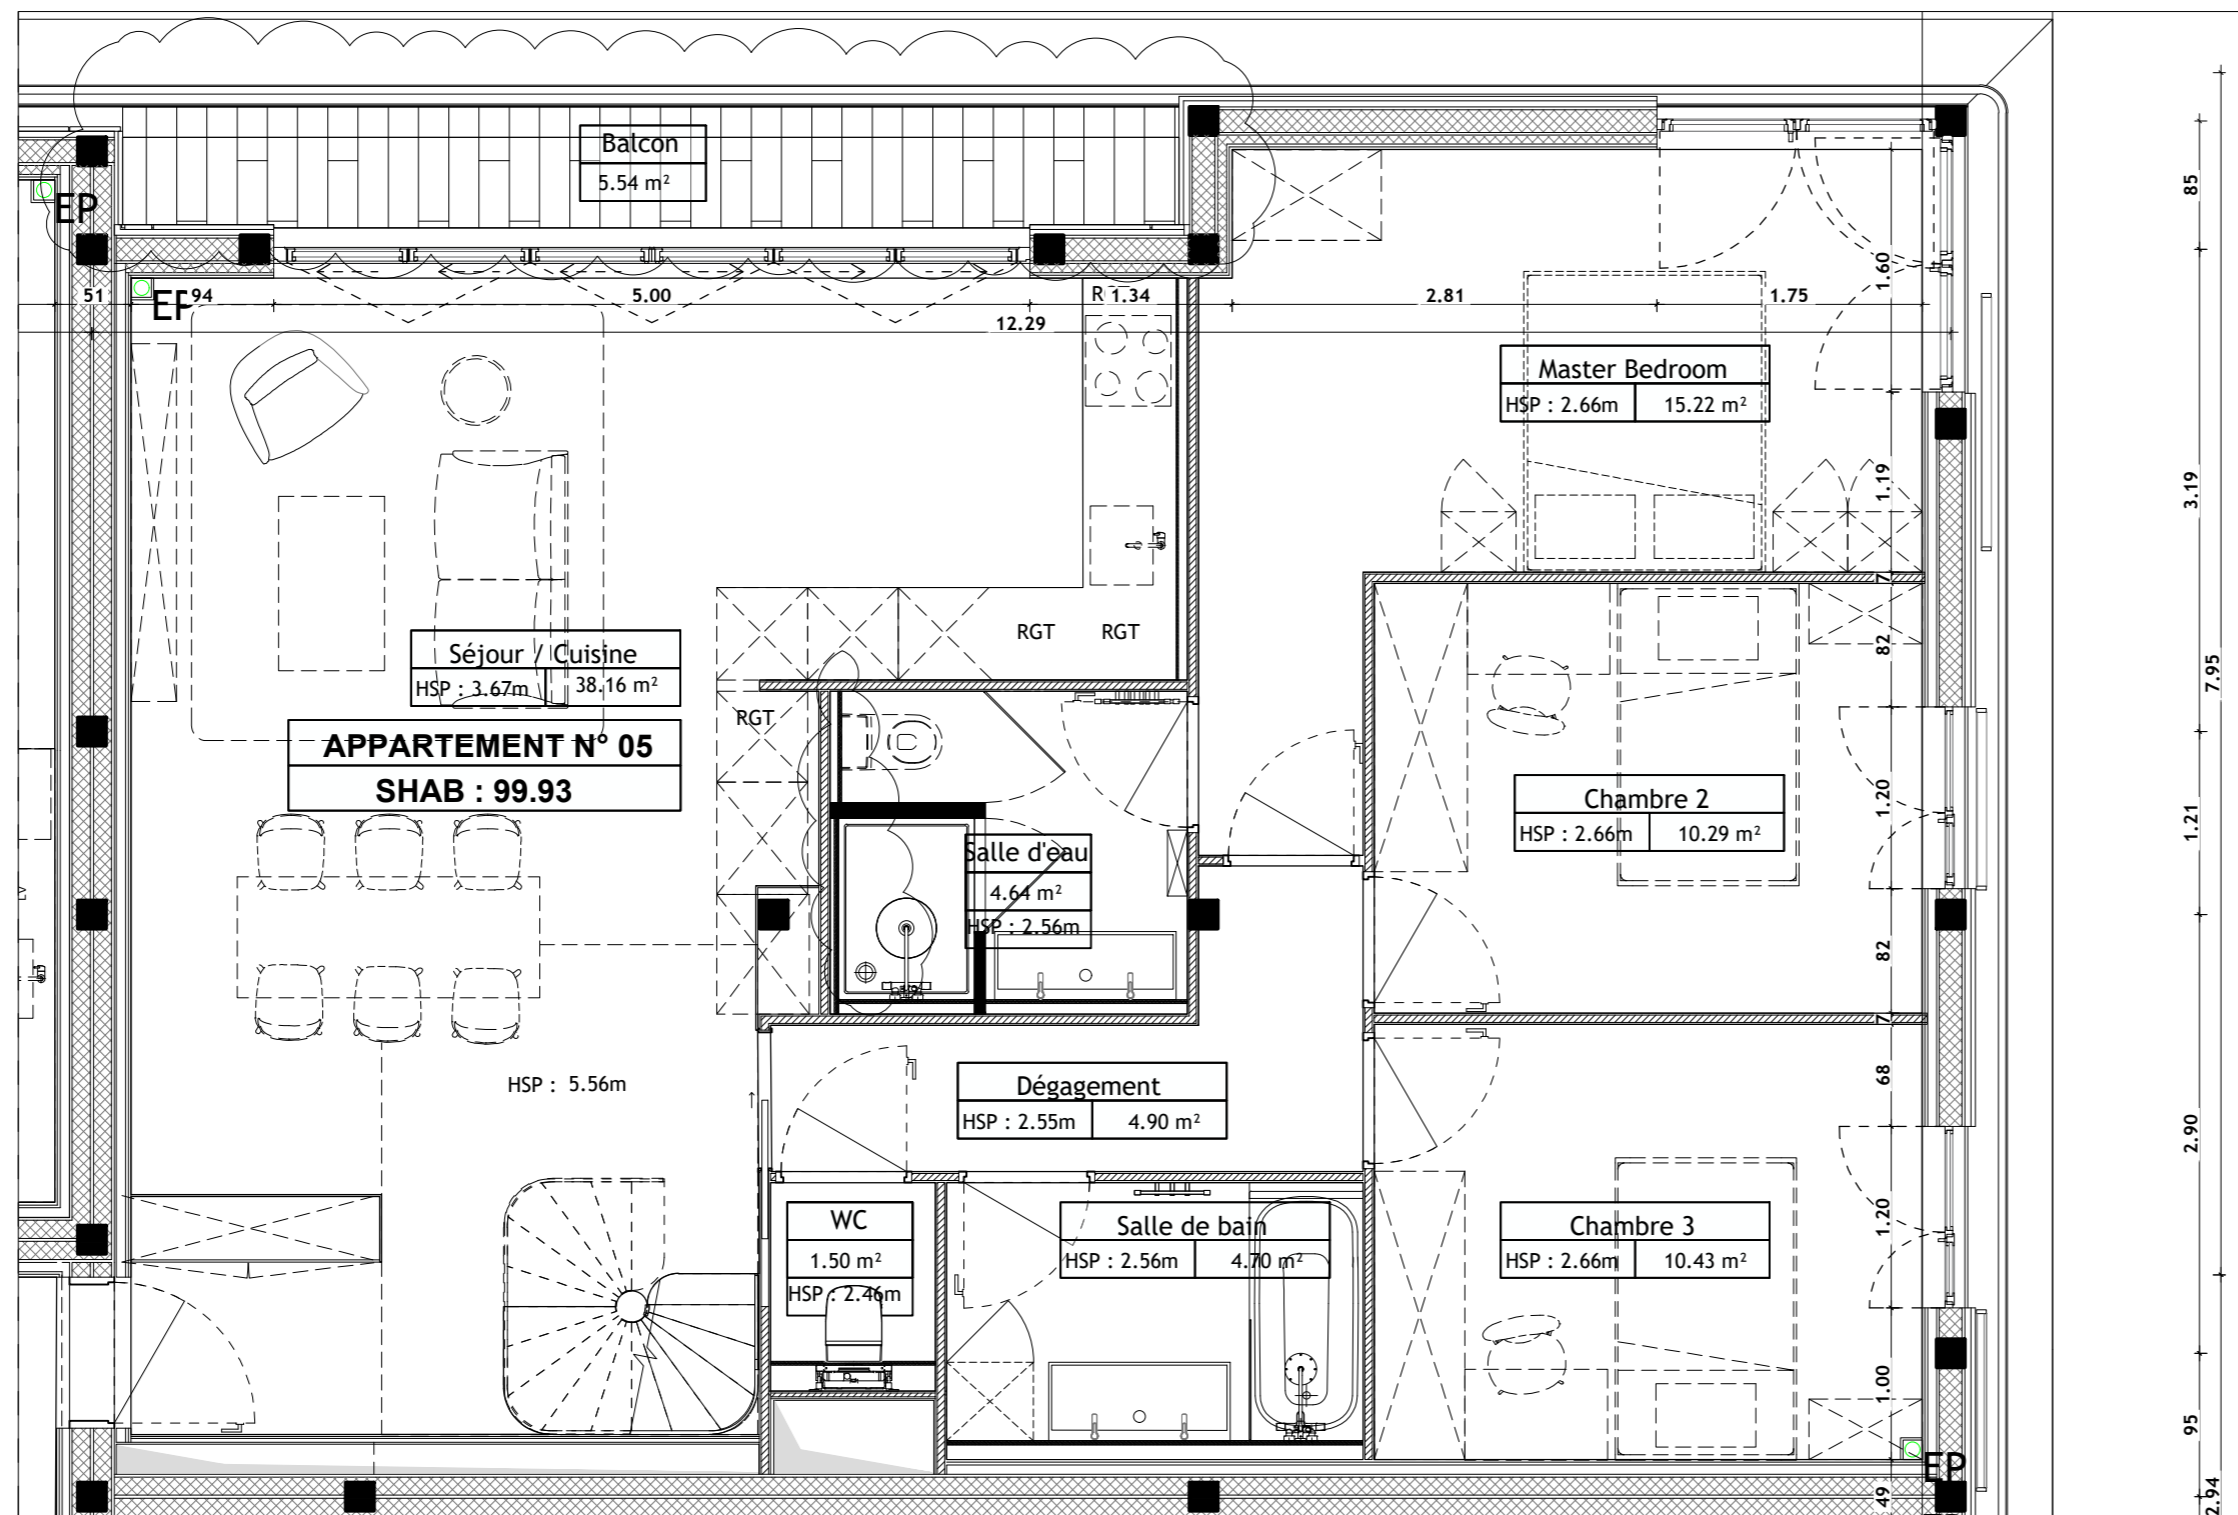 Balcon
5.54 m²
EP
EP
51
94
5.00
R
1.34
2.81
1.75
12.29
1.60
85
Master Bedroom
HSP : 2.66m
15.22 m²
1.19
3.19
7
RGT
RGT
Séjour / Cuisine
HSP : 3.67m
38.16 m²
82
7.95
RGT
APPARTEMENT N° 05
SHAB : 99.93
Chambre 2
HSP : 2.66m
10.29 m²
1.20
1.21
Salle d'eau
4.64 m²
HSP : 2.56m
82
7
HSP : 5.56m
Dégagement
HSP : 2.55m
4.90 m²
68
2.90
WC
1.50 m²
HSP : 2.46m
Salle de bain
HSP : 2.56m
4.70 m²
Chambre 3
HSP : 2.66m
10.43 m²
1.20
1.00
95
EP
49
2.94